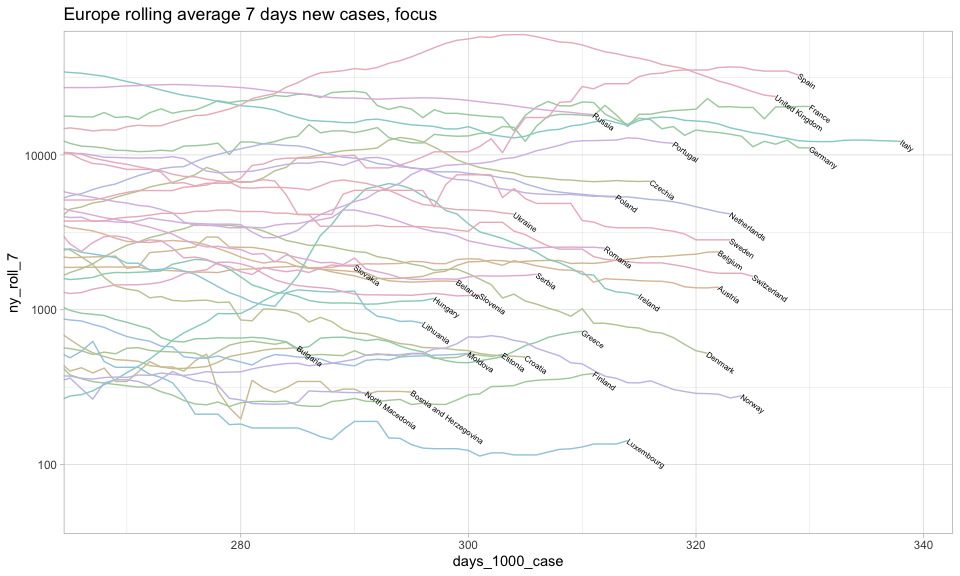 Europe rolling average 7 days new cases, focus
ny_roll_7
10000
1000
100
Spain
United Kingdom
France
Russia
Italy
Portugal
Germany
Czechia
Poland
Netherlands
Ukraine
Sweden
Romania
Belgium
Slovakia
Serbia
Switzerland
Belarus
Slovenia
Austria
Ireland
Hungary
Lithuania
Greece
Bulgaria
Moldova
Estonia
Croatia
Denmark
Finland
North Macedonia
Bospia and Herzegovina
Norway
Luxembourg
280
300
320
340
days_1000_case